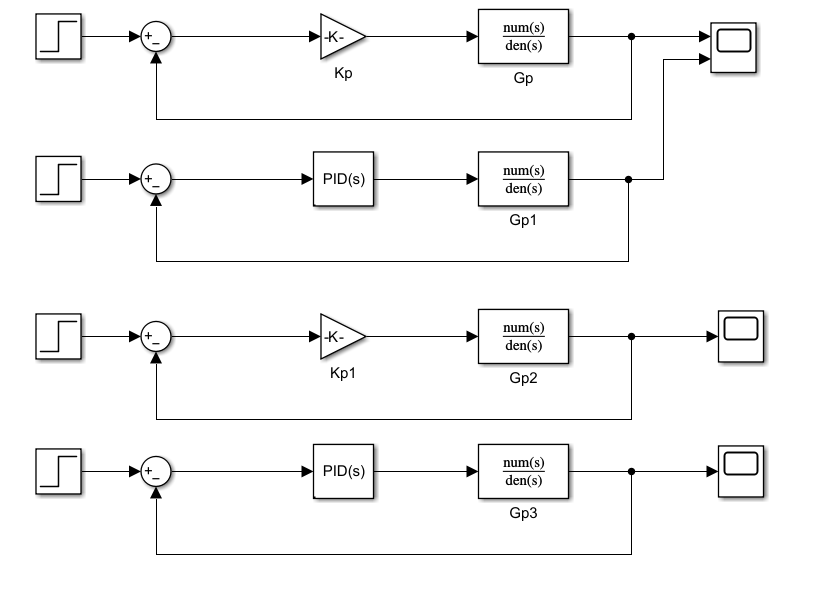 +
−
-K-
Kp
num(s)
den(s)
Gp
+
−
PID(s)
num(s)
den(s)
Gp1
+
−
-K-
Kp1
num(s)
den(s)
Gp2
+
−
PID(s)
num(s)
den(s)
Gp3